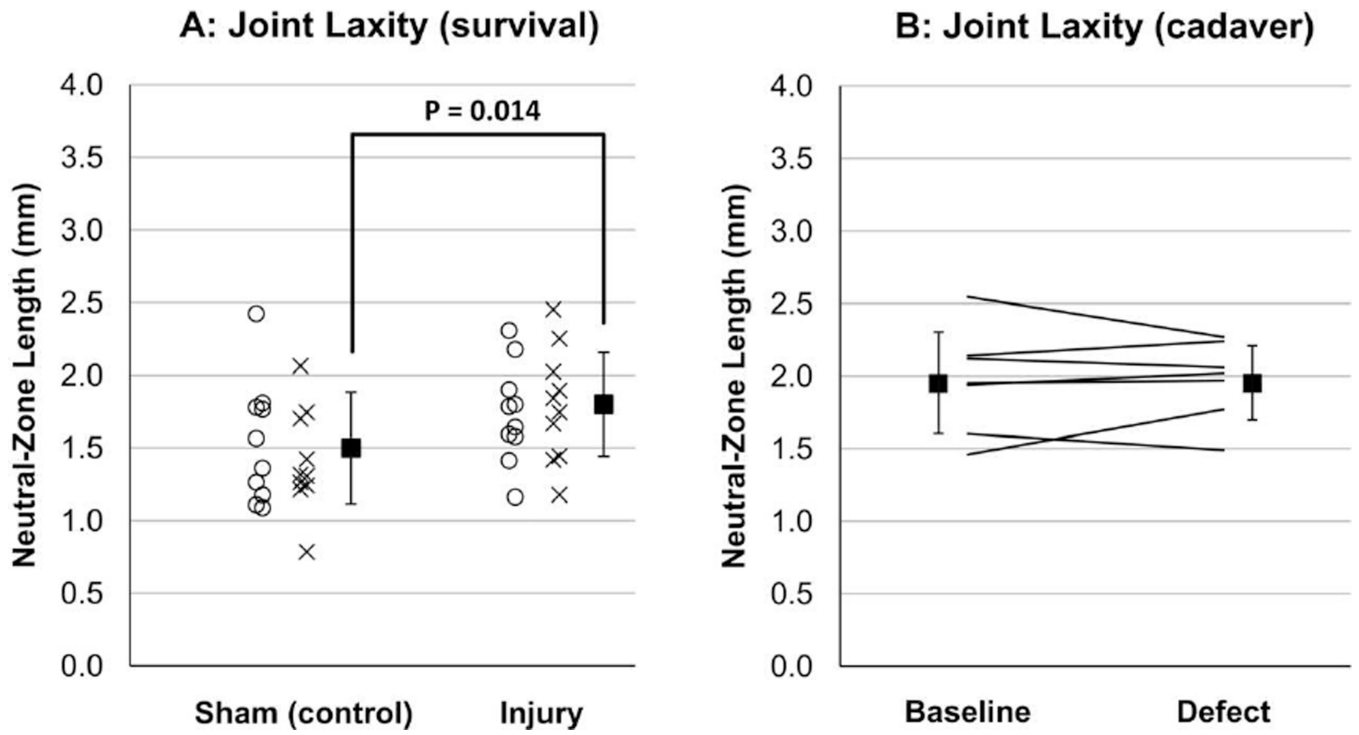 A: Joint Laxity (survival)
Neutral-Zone Length (mm)
4.0
3.5
3.0
2.5
2.0
1.5
1.0
0.5
0.0
P = 0.014
Sham (control)
Injury
B: Joint Laxity (cadaver)
Neutral-Zone Length (mm)
4.0
3.5
3.0
2.5
2.0
1.5
1.0
0.5
0.0
Baseline
Defect